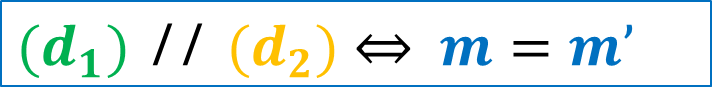 (d₁) // (d₂) ⇔ m = m’